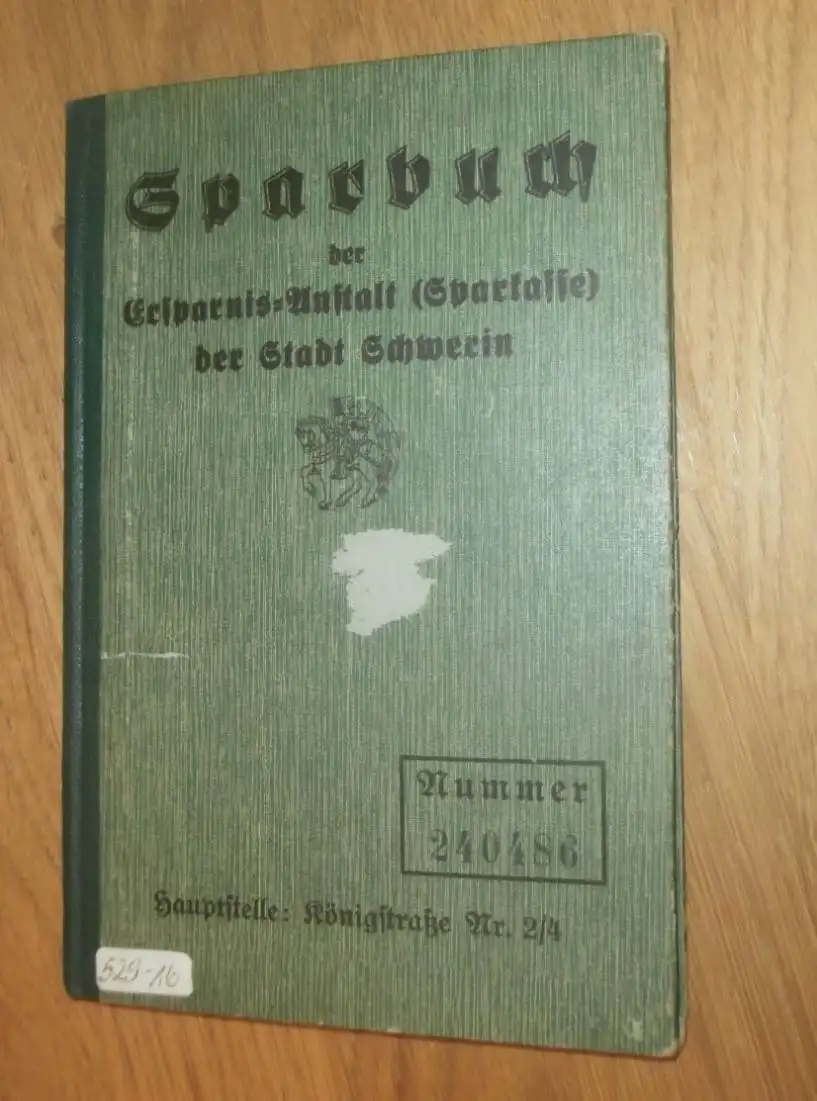 Sparbuch
der
Ersparnis-Anstalt (Sparkasse)
der Stadt Schwerin
Nummer
240486
Hauptstelle: Königstraße Nr. 2/4
529-16